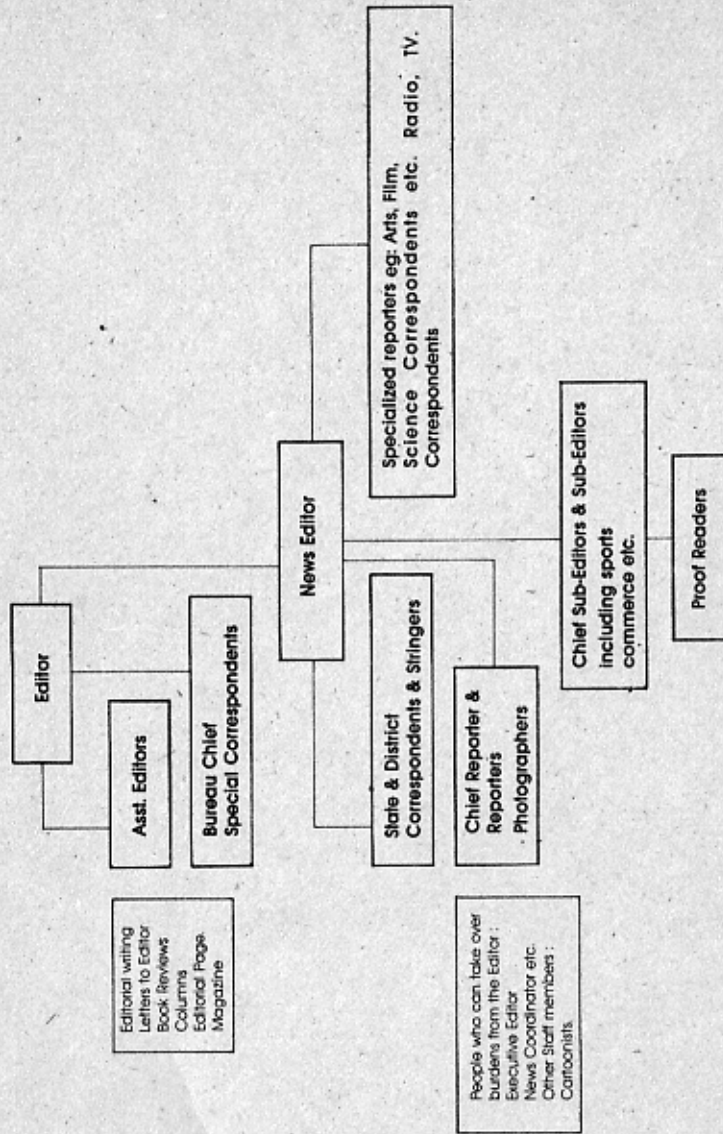 Editor
Asst. Editors
Bureau Chief
Special Correspondents
Editorial writing
Letters to Editor
Book Reviews
Columns
Editorial Page.
Magazine
News Editor
State & District
Correspondents & Stringers
Chief Reporter &
Reporters
Photographers
Specialized reporters eg: Arts, Film,
Science Correspondents etc. Radio, TV.
Correspondents
Chief Sub-Editors & Sub-Editors
including sports
commerce etc.
Proof Readers
People who can take over
burdens from the Editor :
Executive Editor
News Coordinator etc.
Other Staff members :
Cartoonists.